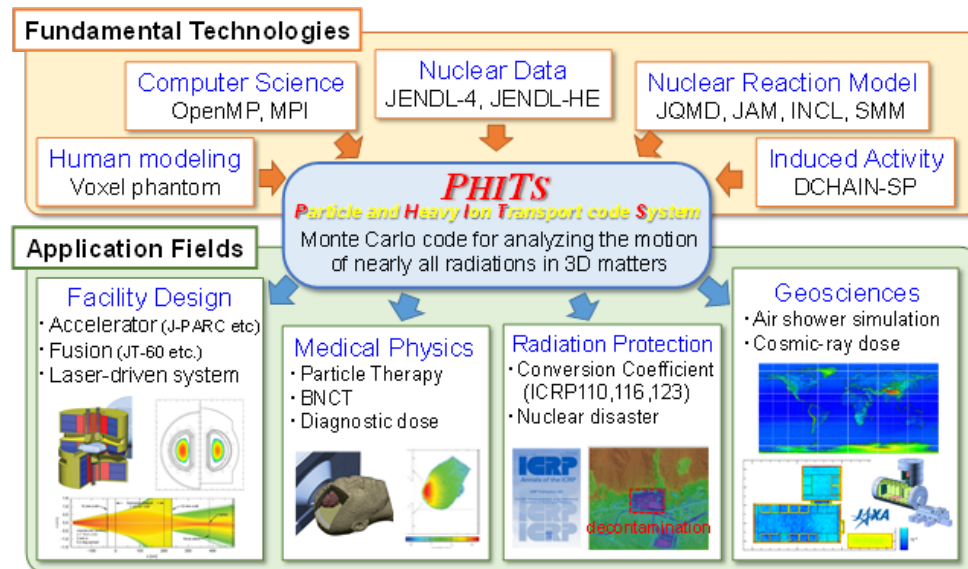 Fundamental Technologies
Computer Science
OpenMP, MPI
Nuclear Data
JENDL-4, JENDL-HE
Nuclear Reaction Model
JQMD, JAM, INCL, SMM
Human modeling
Voxel phantom
Induced Activity
DCHAIN-SP
PHITS
Particle and Heavy Ion Transport code System
Monte Carlo code for analyzing the motion
of nearly all radiations in 3D matters
Application Fields
Facility Design
・Accelerator (J-PARC etc)
・Fusion (JT-60 etc.)
・Laser-driven system
Medical Physics
・Particle Therapy
・BNCT
・Diagnostic dose
Radiation Protection
・Conversion Coefficient
(ICRP110,116,123)
・Nuclear disaster
ICRP
Annals of the ICRP
decontamination
Geosciences
・Air shower simulation
・Cosmic-ray dose
JAXA